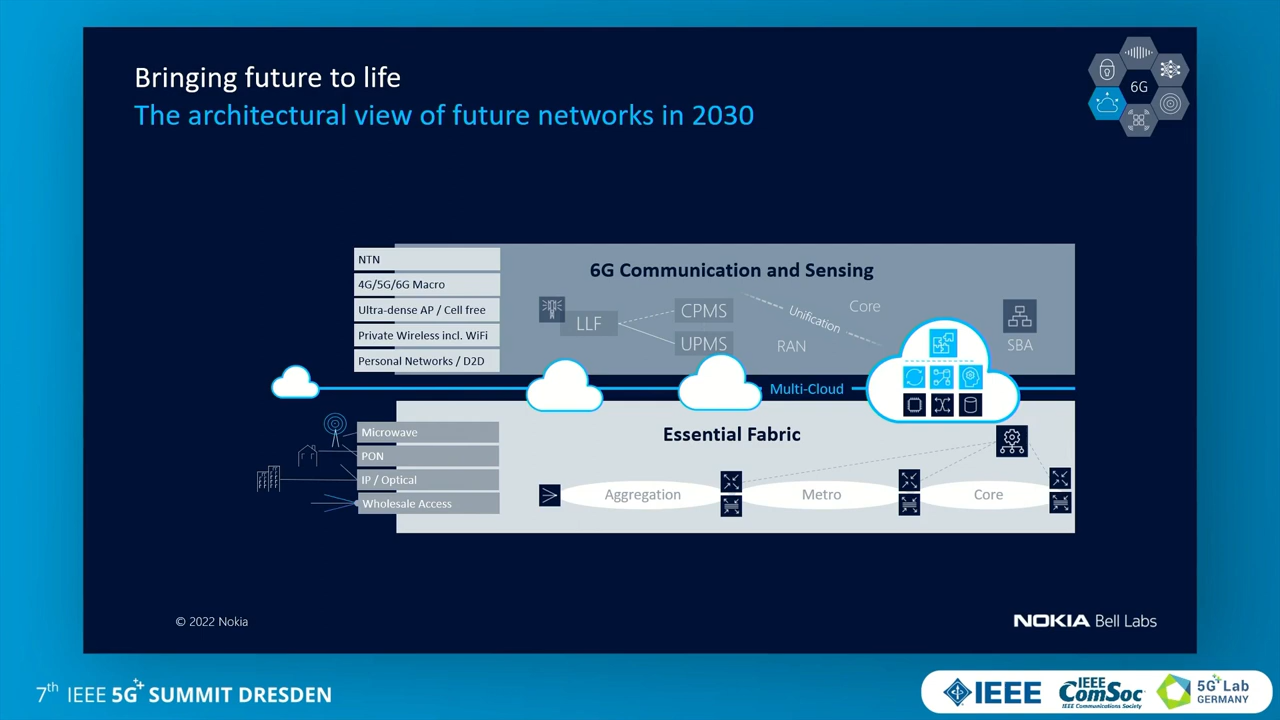 Bringing future to life
The architectural view of future networks in 2030
6G
NTN
4G/5G/6G Macro
Ultra-dense AP / Cell free
Private Wireless incl. WiFi
Personal Networks / D2D
6G Communication and Sensing
LLF
CPMS
UPMS
Unification
Core
RAN
SBA
Multi-Cloud
Microwave
PON
IP / Optical
Wholesale Access
Essential Fabric
Aggregation
Metro
Core
© 2022 Nokia
NOKIA Bell Labs
7th IEEE 5G++ SUMMIT DRESDEN
IEEE
IEEE
ComSoc
IEEE Communications Society
5G++ Lab
GERMANY